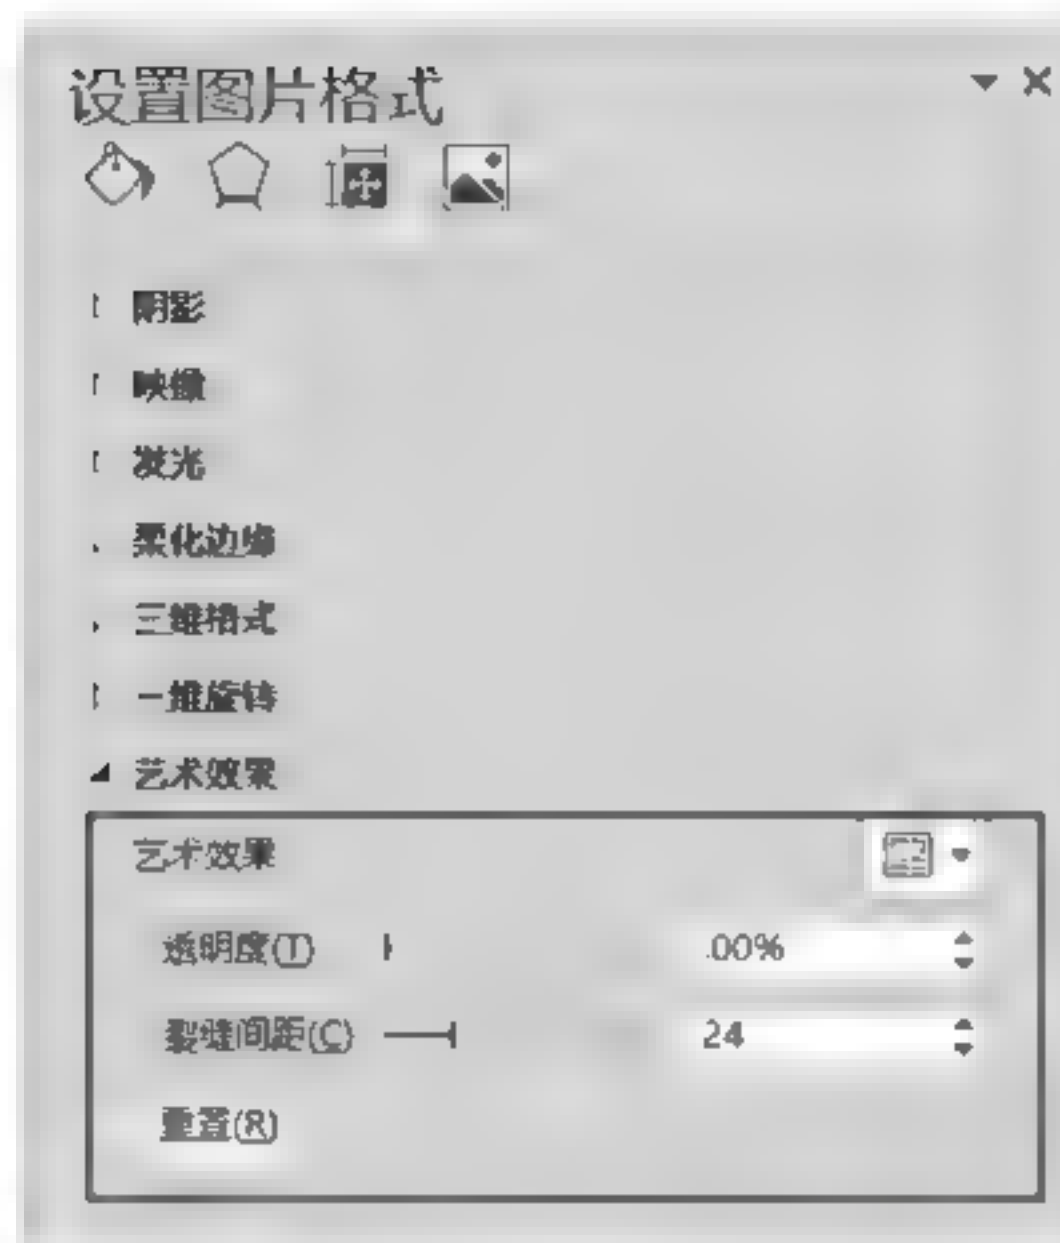 设置图片格式
阴影
映像
发光
柔化边缘
三维格式
三维旋转
艺术效果
艺术效果
透明度(T)
裂缝间距(C) 24
重置(R)